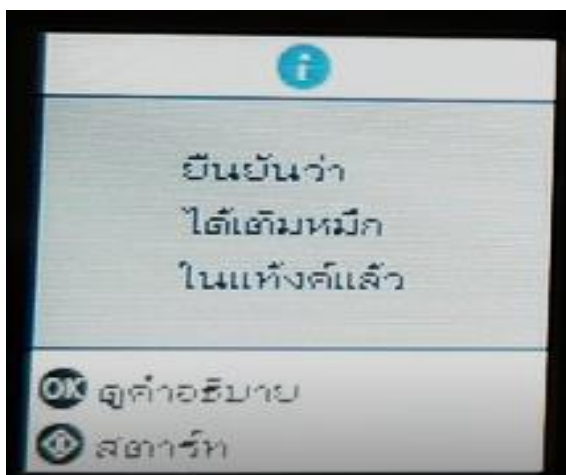 ยืนยันว่า
ได้เติมหมึก
ในแท้งค์แล้ว
OK ดูคำอธิบาย
สตาร์ท